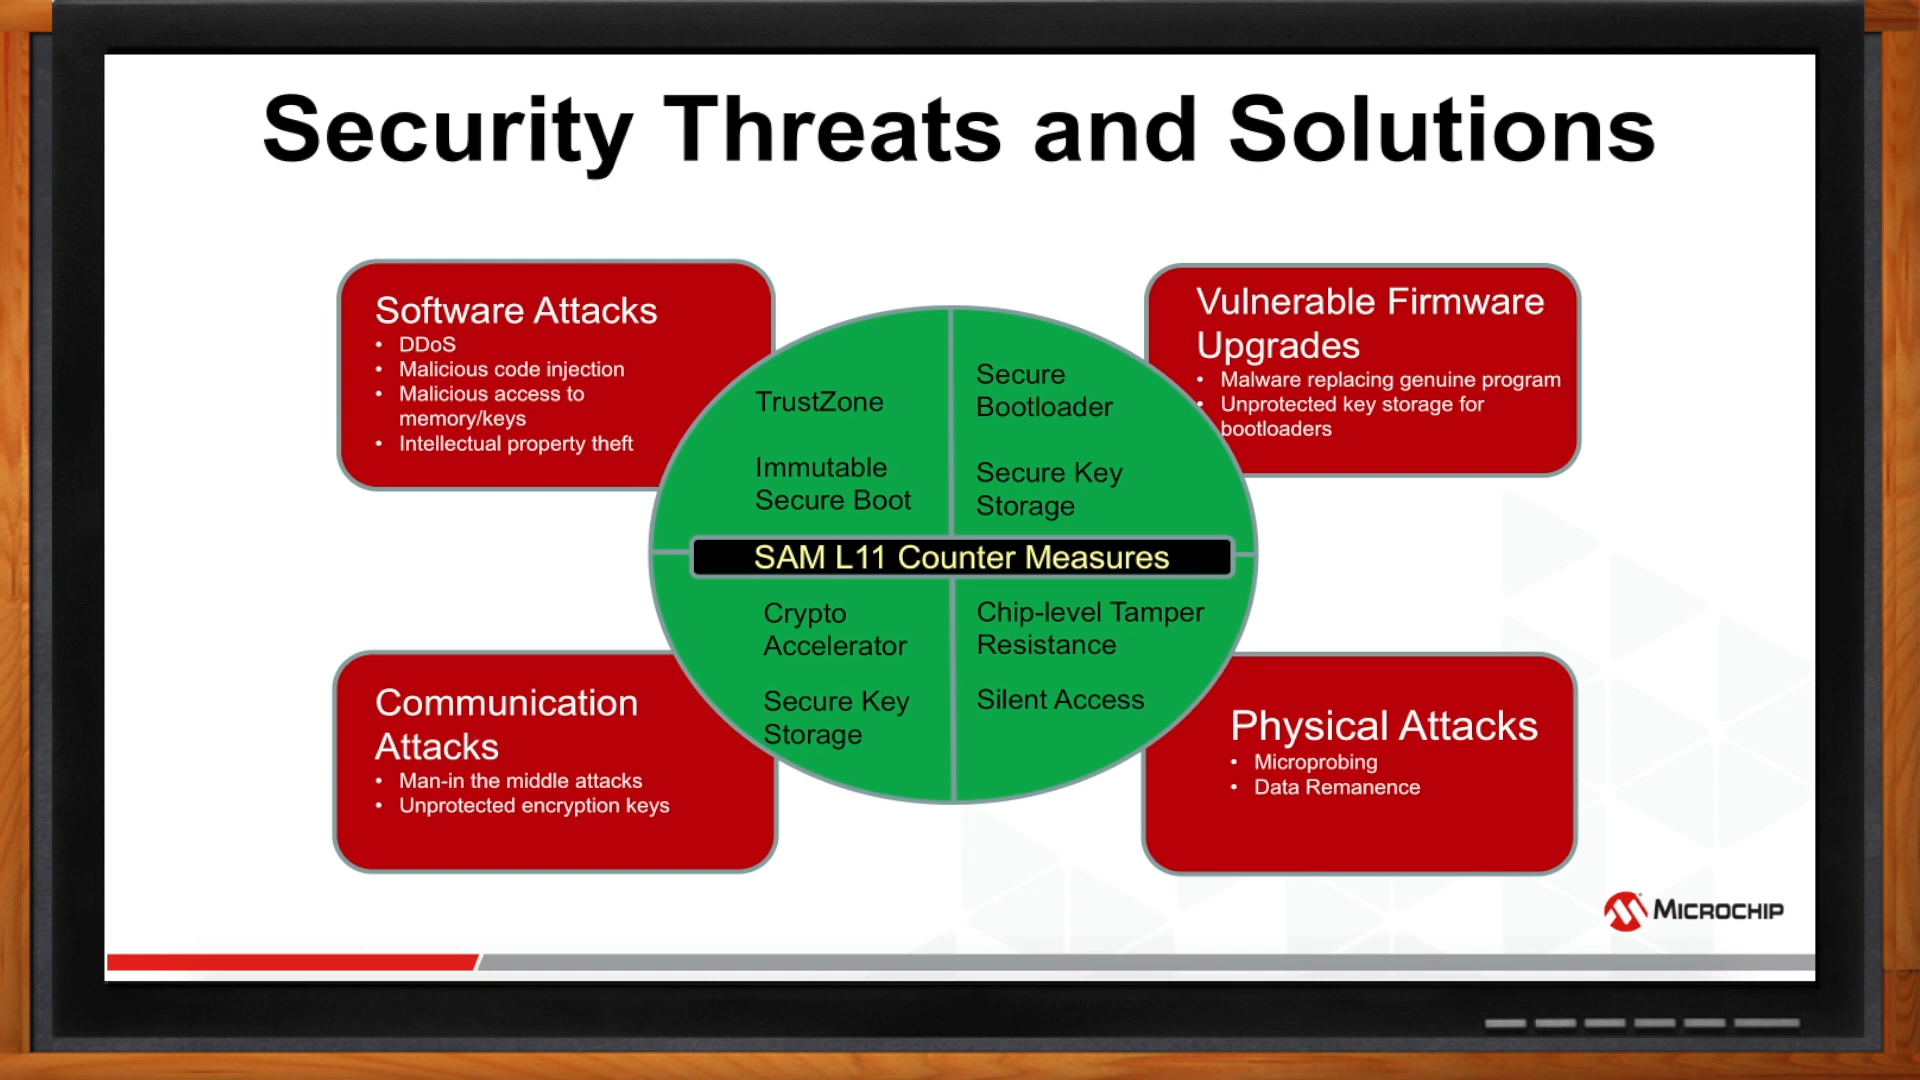 Security Threats and Solutions
Software Attacks
• DDoS
• Malicious code injection
• Malicious access to
memory/keys
• Intellectual property theft
Vulnerable Firmware
Upgrades
• Malware replacing genuine program
• Unprotected key storage for
bootloaders
TrustZone
Immutable
Secure Boot
Secure
Bootloader
Secure Key
Storage
SAM L11 Counter Measures
Crypto
Accelerator
Secure Key
Storage
Chip-level Tamper
Resistance
Silent Access
Communication
Attacks
• Man-in the middle attacks
• Unprotected encryption keys
Physical Attacks
• Microprobing
• Data Remanence
MICROCHIP